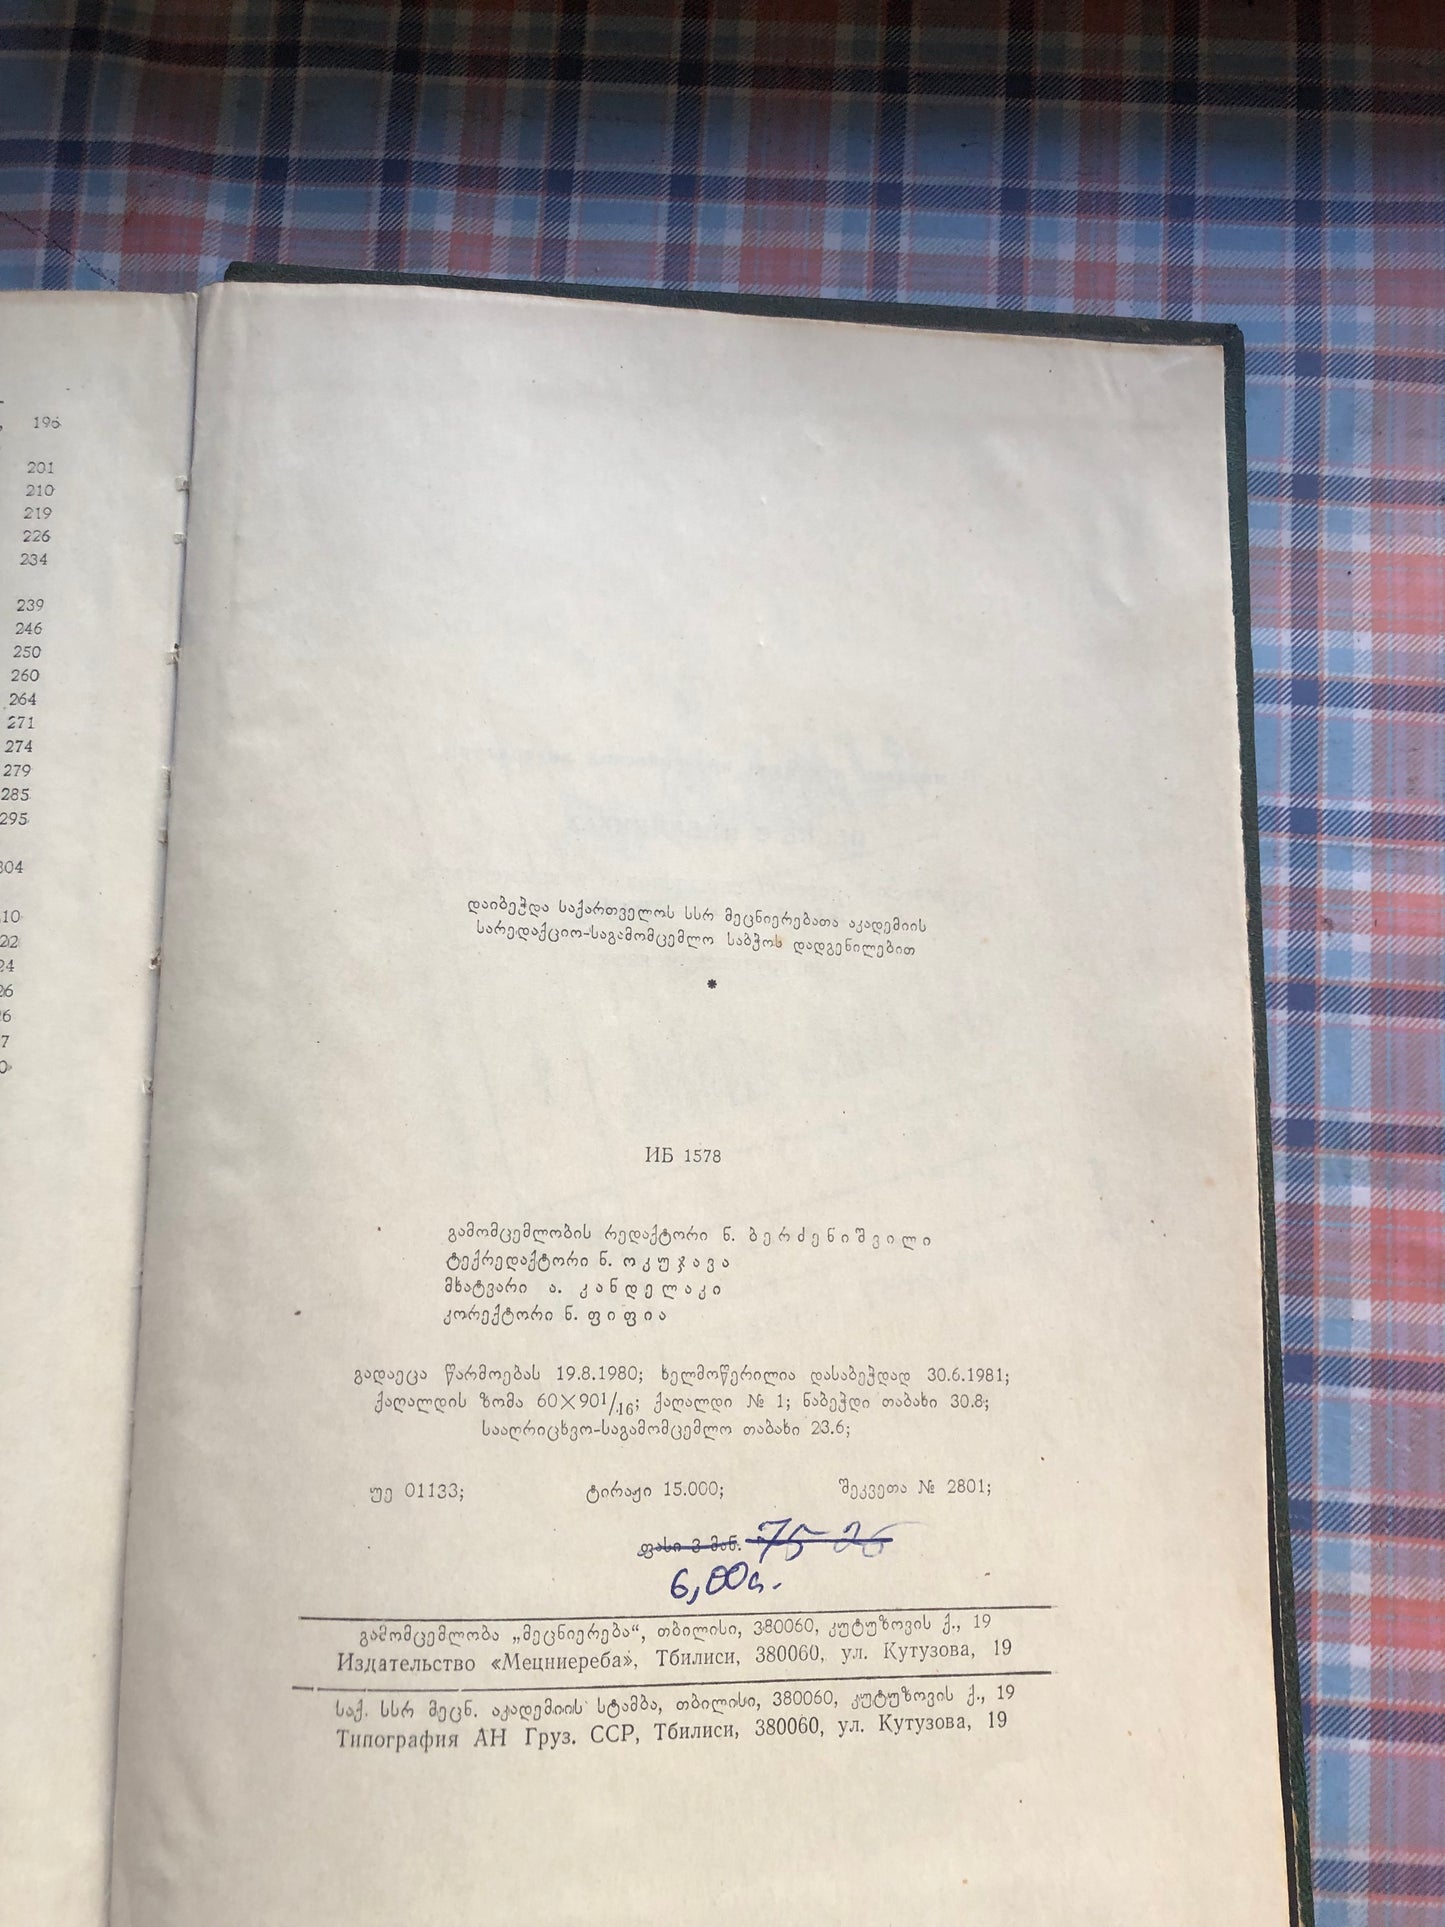 196
201
210
219
226
234
239
246
250
260
264
271
274
279
285
295
304
დაიბეჭდა საქართველოს სსრ მეცნიერებათა აკადემიის
სარედაქციო-საგამომცემლო საბჭოს დადგენილებით
*
ИБ 1578
გამომცემლობის რედაქტორი ნ. ბ ე რ ძ ე ნ ი შ ვ ი ლ ი
ტექრედაქტორი ნ. ო კ უ ჯ ა ვ ა
მხატვარი ა. კ ა ნ დ ე ლ ა კ ი
კორექტორი ნ. ფ ი ფ ი ა
გადაეცა წარმოებას 19.8.1980; ხელმოწერილია დასაბეჭდად 30.6.1981;
ქაღალდის ზომა 60×90¹/₁₆; ქაღალდი № 1; ნაბეჭდი თაბახი 30.8;
სააღრიცხვო-საგამომცემლო თაბახი 23.6;
უე 01133; ტირაჟი 15.000; შეკვეთა № 2801;
ფასი 3 მან. 75
6,00
გამომცემლობა „მეცნიერება“, თბილისი, 380060, კუტუზოვის ქ., 19
Издательство «Мецниереба», Тбилиси, 380060, ул. Кутузова, 19
საქ. სსრ მეცნ. აკადემიის სტამბა, თბილისი, 380060, კუტუზოვის ქ., 19
Типография АН Груз. ССР, Тбилиси, 380060, ул. Кутузова, 19